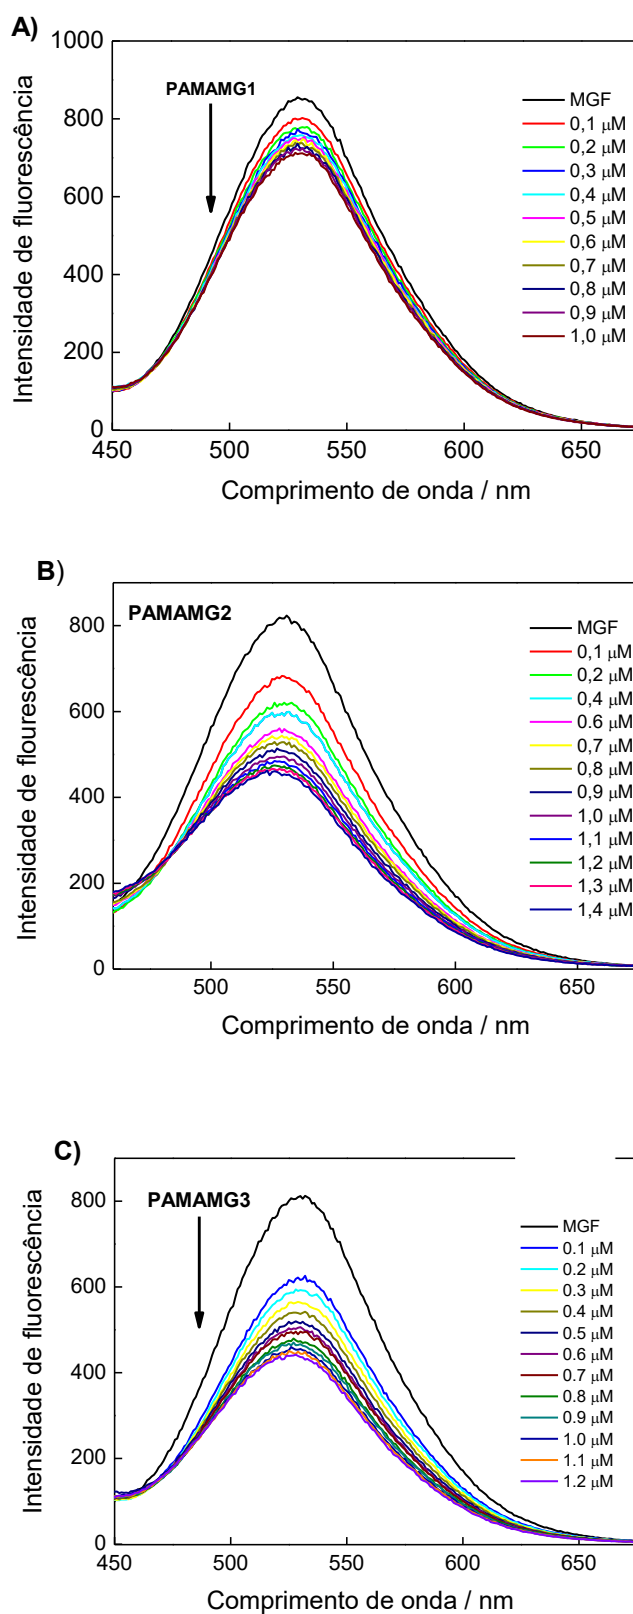 A)
1000
800
600
400
200
0
Intensidade de fluorescência
PAMAMG1
MGF
0,1 μM
0,2 μM
0,3 μM
0,4 μM
0,5 μM
0,6 μM
0,7 μM
0,8 μM
0,9 μM
1,0 μM
450 500 550 600 650
Comprimento de onda / nm
B)
800
600
400
200
0
Intensidade de flourescência
PAMAMG2
MGF
0,1 μM
0,2 μM
0,4 μM
0,6 μM
0,7 μM
0,8 μM
0,9 μM
1,0 μM
1,1 μM
1,2 μM
1,3 μM
1,4 μM
500 550 600 650
Comprimento de onda / nm
C)
800
600
400
200
0
Intensidade de fluorescência
PAMAMG3
MGF
0.1 μM
0.2 μM
0.3 μM
0.4 μM
0.5 μM
0.6 μM
0.7 μM
0.8 μM
0.9 μM
1.0 μM
1.1 μM
1.2 μM
450 500 550 600 650
Comprimento de onda / nm